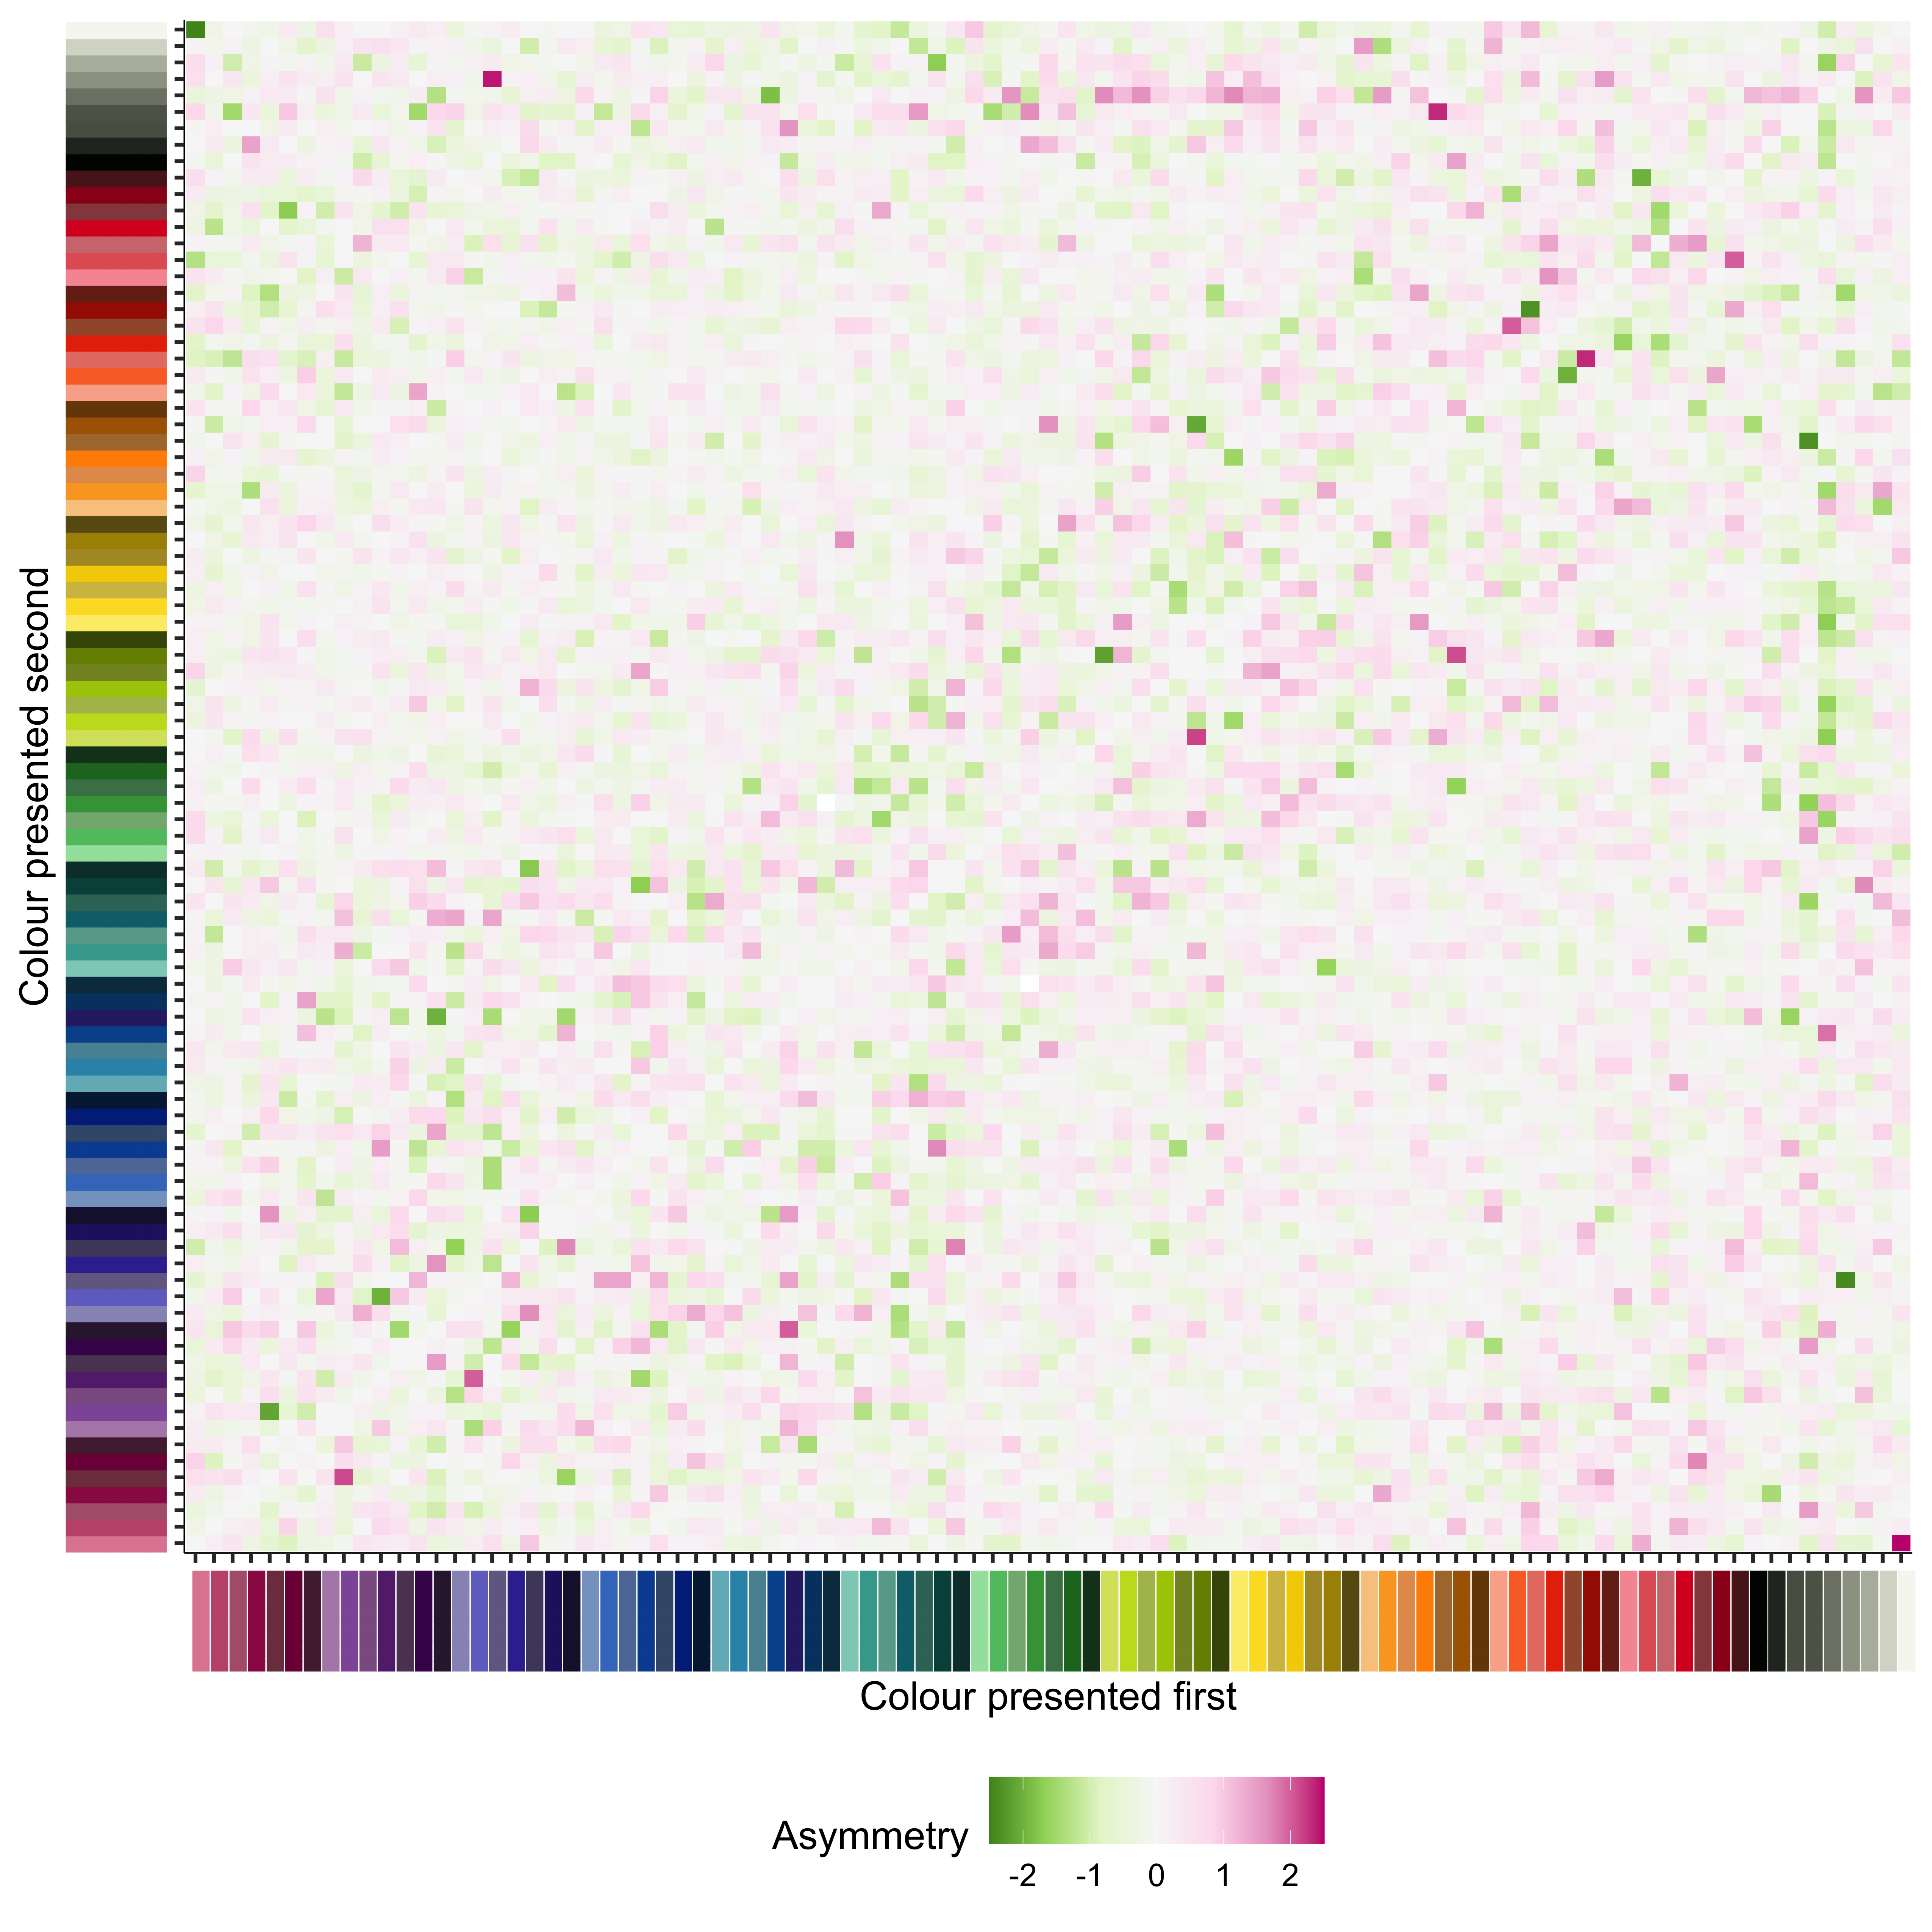 Colour presented second
Colour presented first
Asymmetry
-2 -1 0 1 2